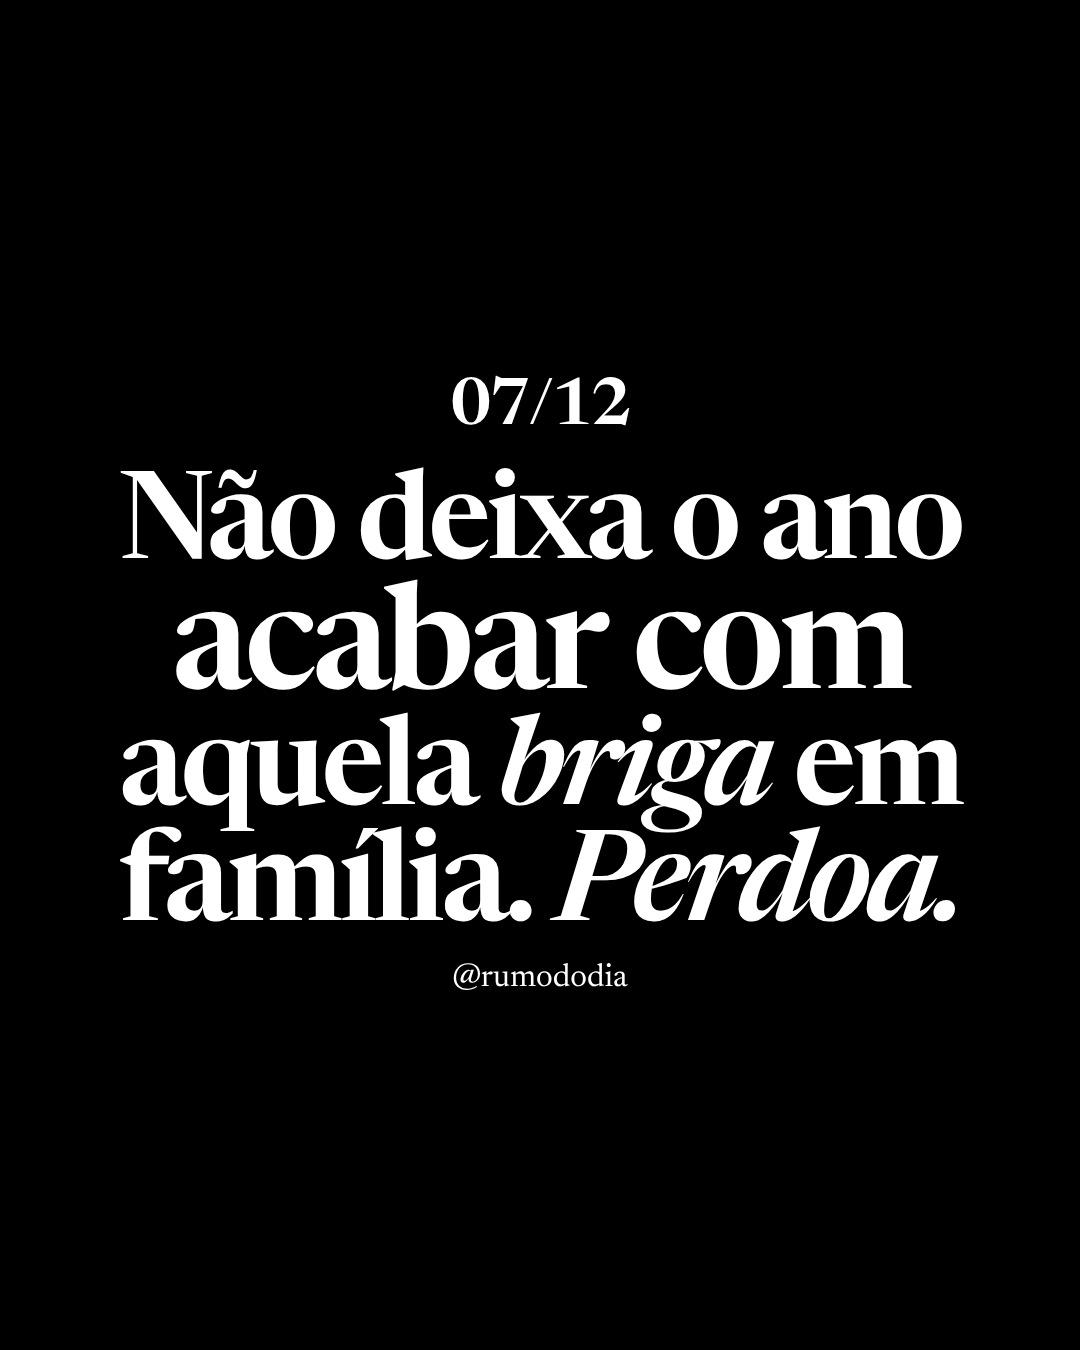 07/12
Não deixa o ano
acabar com
aquela briga em
família. Perdoa.
@rumododia